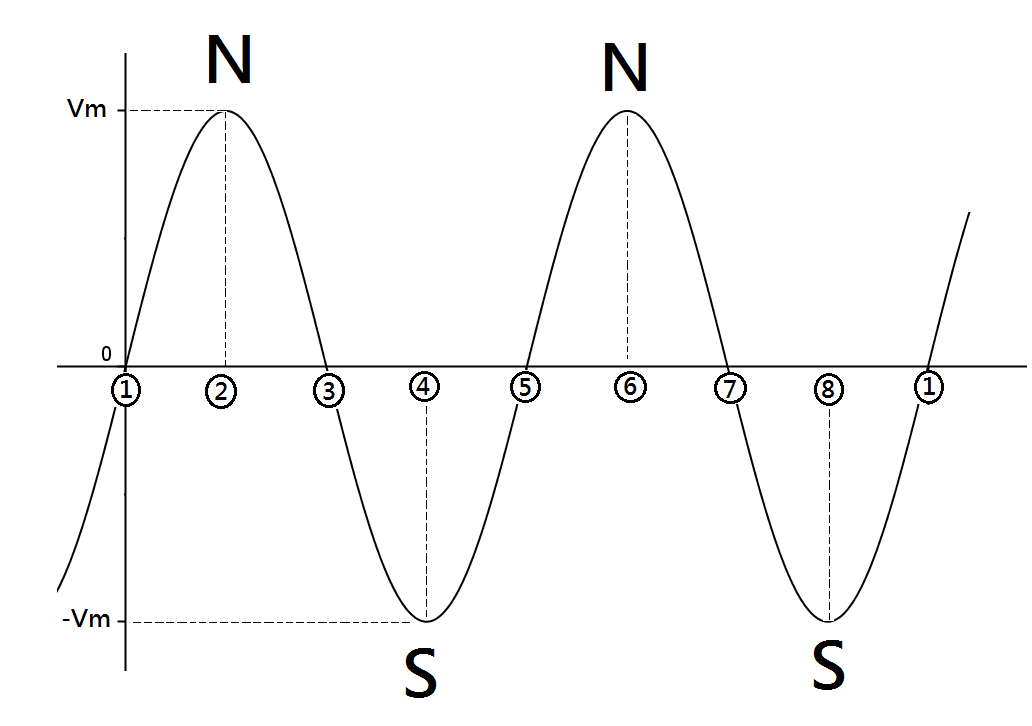 N
N
Vm
0
① ② ③ ④ ⑤ ⑥ ⑦ ⑧ ①
-Vm
S
S